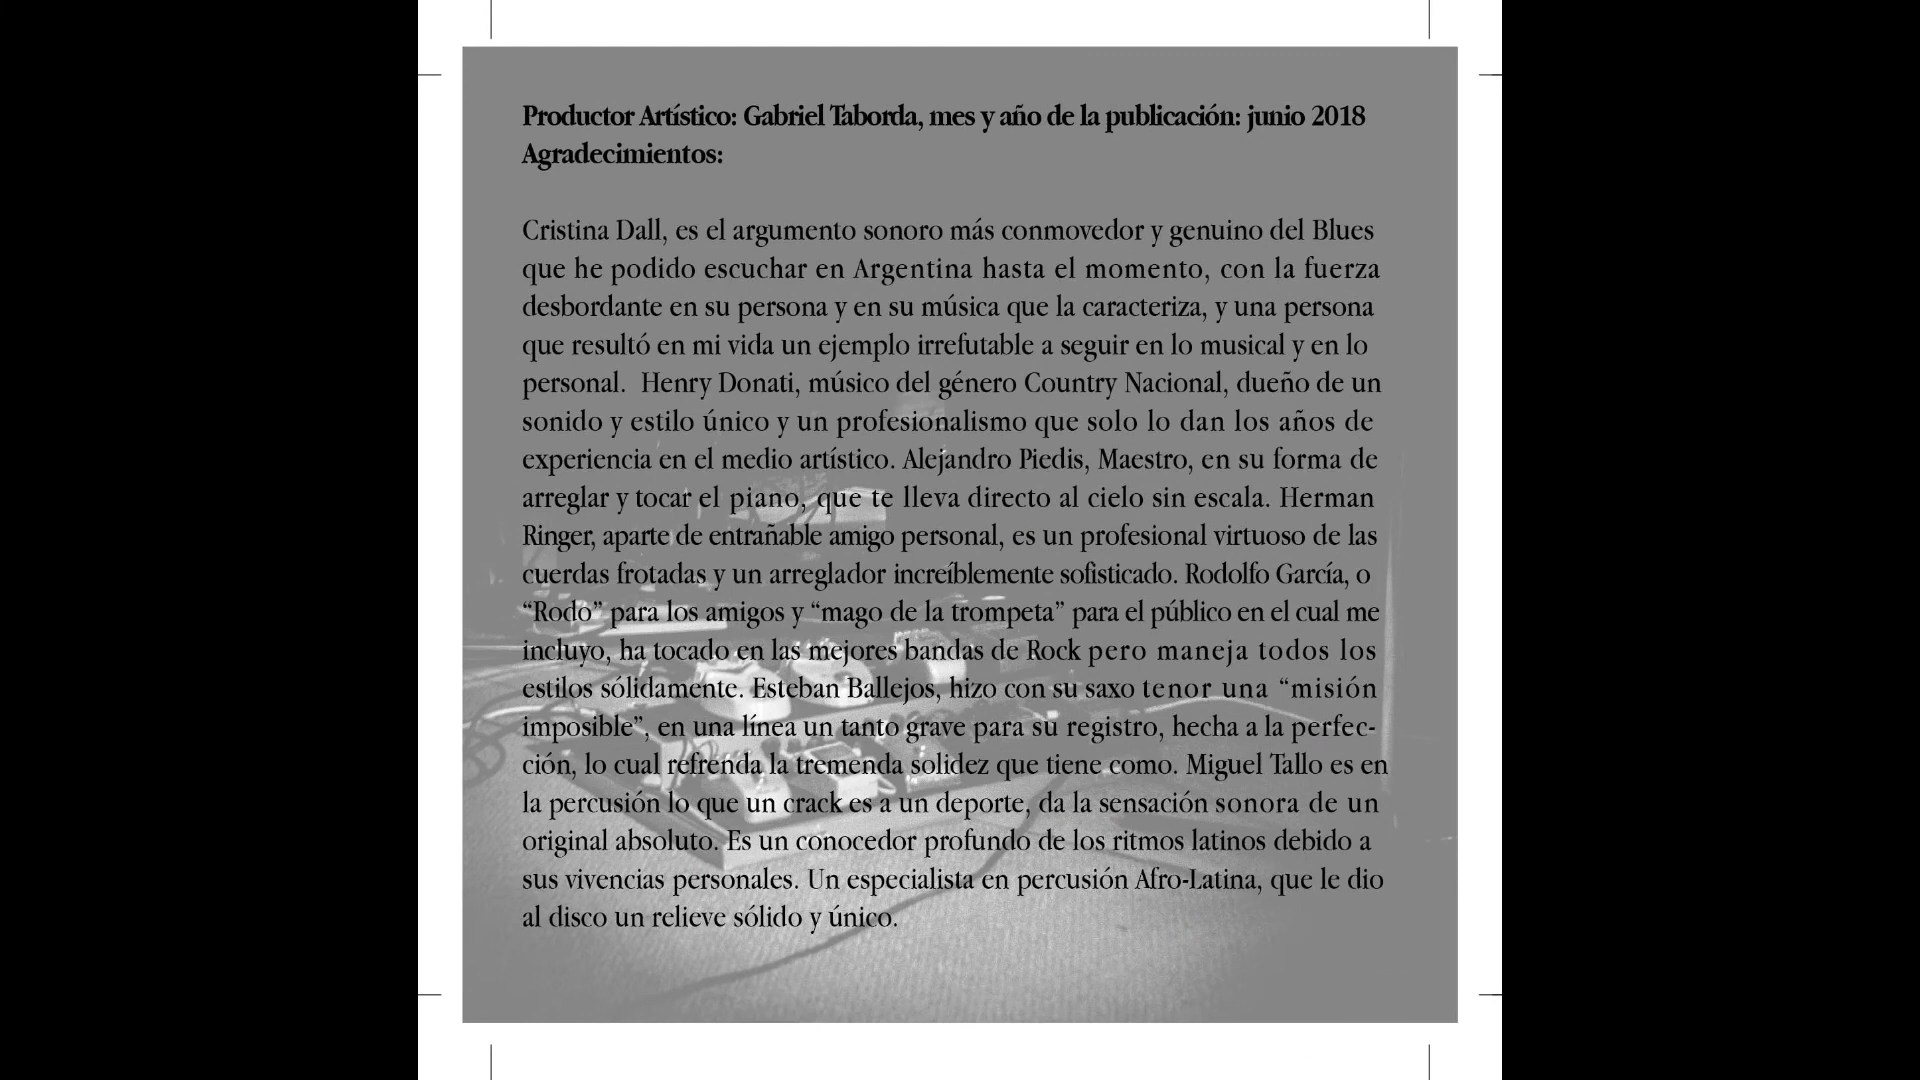 Productor Artístico: Gabriel Taborda, mes y año de la publicación: junio 2018
Agradecimientos:
Cristina Dall, es el argumento sonoro más conmovedor y genuino del Blues
que he podido escuchar en Argentina hasta el momento, con la fuerza
desbordante en su persona y en su música que la caracteriza, y una persona
que resultó en mi vida un ejemplo irrefutable a seguir en lo musical y en lo
personal. Henry Donati, músico del género Country Nacional, dueño de un
sonido y estilo único y un profesionalismo que solo lo dan los años de
experiencia en el medio artístico. Alejandro Piedis, Maestro, en su forma de
arreglar y tocar el piano, que te lleva directo al cielo sin escala. Herman
Ringer, aparte de entrañable amigo personal, es un profesional virtuoso de las
cuerdas frotadas y un arreglador increíblemente sofisticado. Rodolfo García, o
“Rodo” para los amigos y “mago de la trompeta” para el público en el cual me
incluyo, ha tocado en las mejores bandas de Rock pero maneja todos los
estilos sólidamente. Esteban Ballejos, hizo con su saxo tenor una “misión
imposible”, en una línea un tanto grave para su registro, hecha a la perfec-
ción, lo cual refrenda la tremenda solidez que tiene como. Miguel Tallo es en
la percusión lo que un crack es a un deporte, da la sensación sonora de un
original absoluto. Es un conocedor profundo de los ritmos latinos debido a
sus vivencias personales. Un especialista en percusión Afro-Latina, que le dio
al disco un relieve sólido y único.